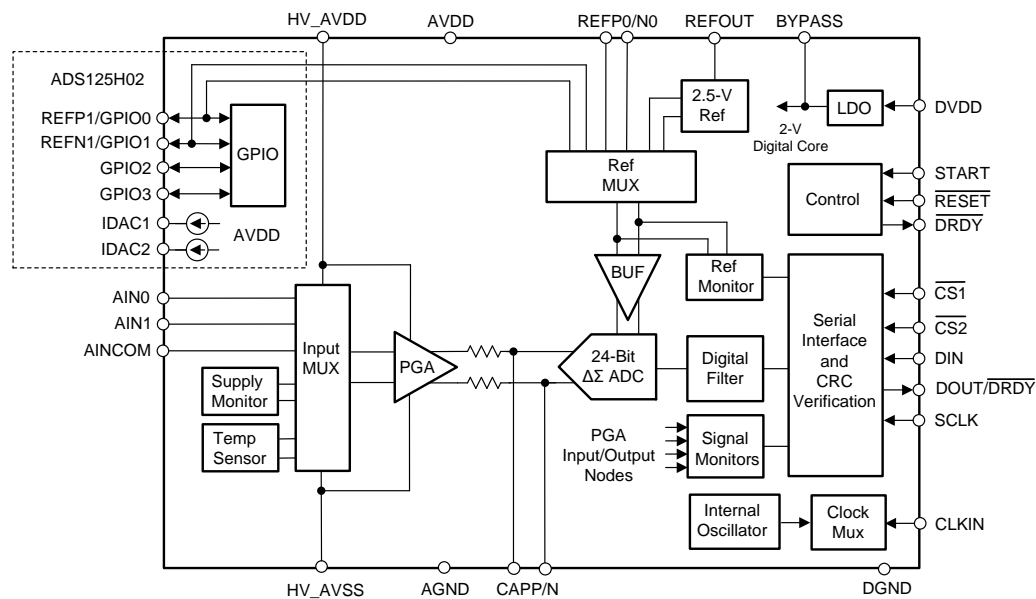 HV_AVDD
AVDD
REFP0/N0
REFOUT
BYPASS
ADS125H02
REFP1/GPIO0
REFN1/GPIO1
GPIO2
GPIO3
GPIO
IDAC1
IDAC2
AVDD
2.5-V
Ref
LDO
DVDD
2-V
Digital Core
Ref
MUX
Control
START
RESET
DRDY
BUF
Ref
Monitor
AIN0
AIN1
AINCOM
Input
MUX
PGA
24-Bit
ΔΣ ADC
Digital
Filter
Serial
Interface
and
CRC
Verification
CS1
CS2
DIN
DOUT/DRDY
SCLK
Supply
Monitor
Temp
Sensor
PGA
Input/Output
Nodes
Signal
Monitors
Internal
Oscillator
Clock
Mux
CLKIN
HV_AVSS
AGND
CAPP/N
DGND